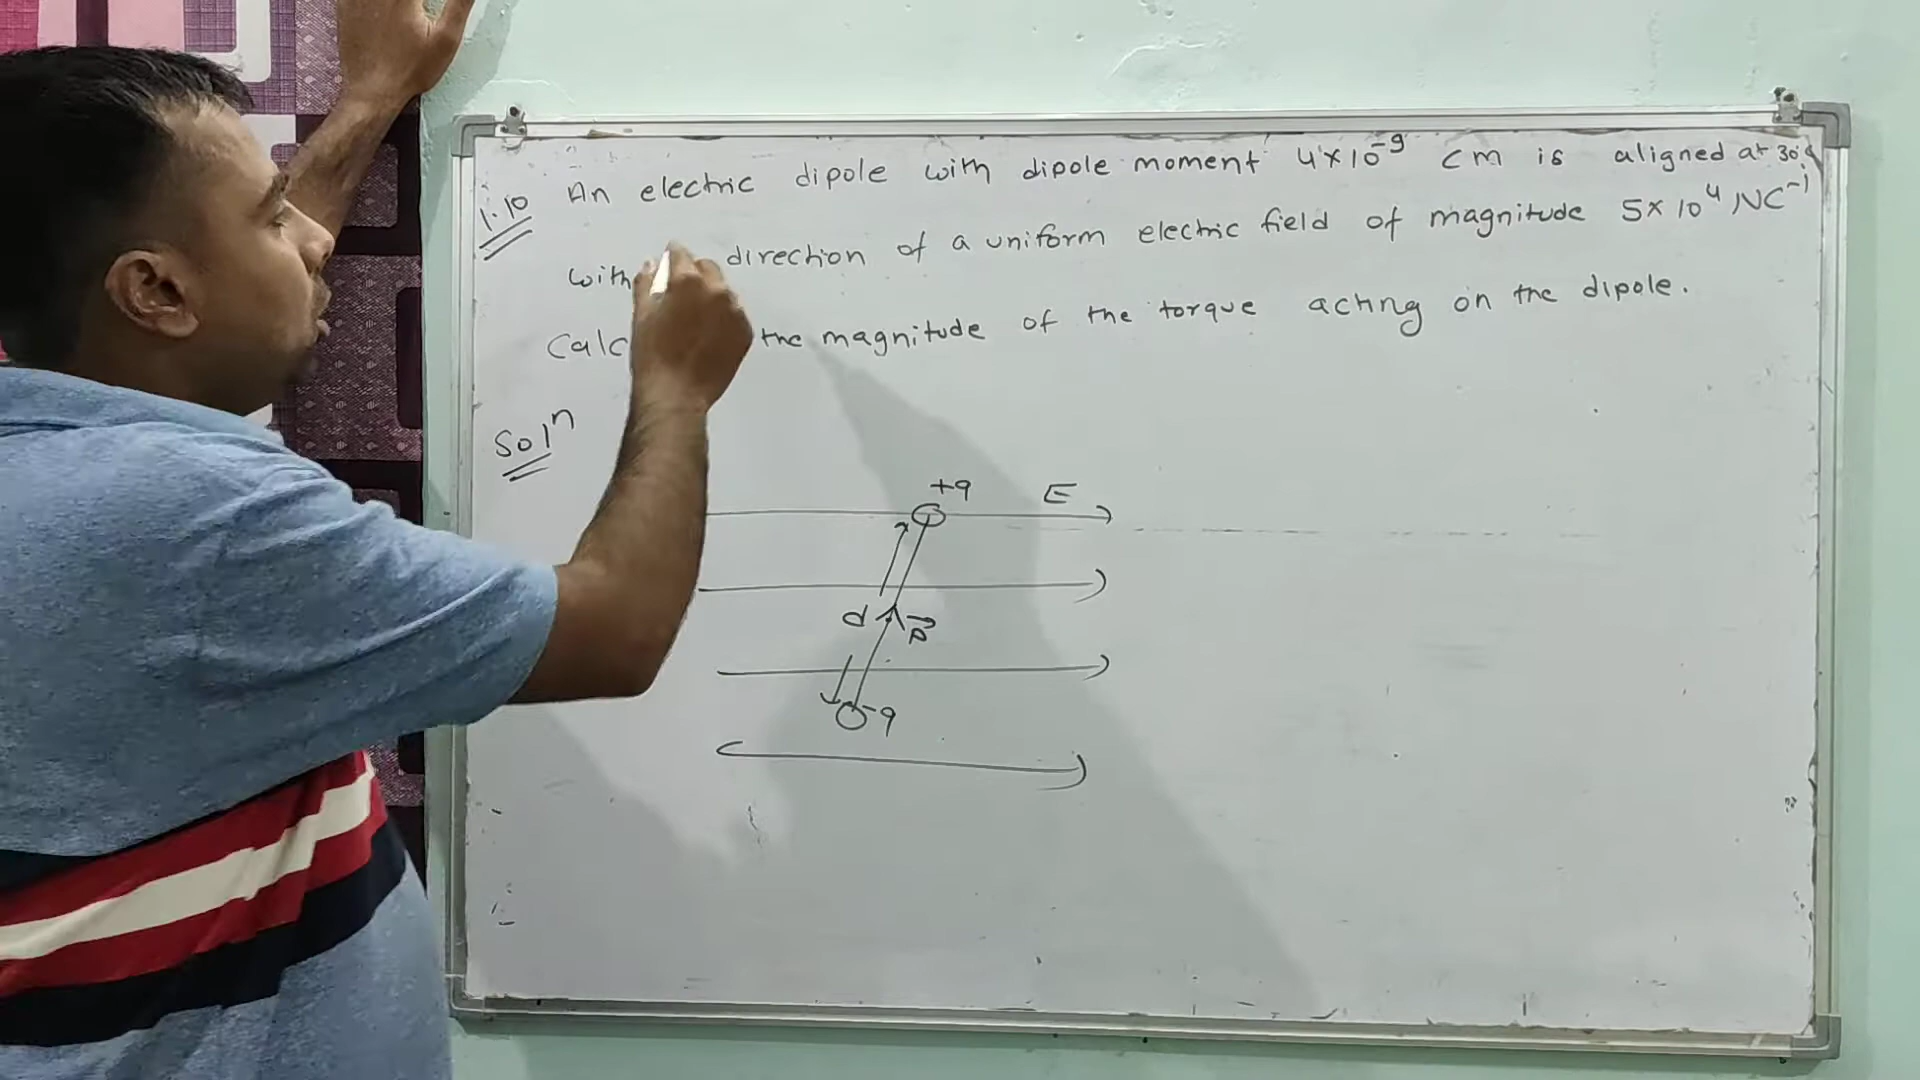 1.10 An electric dipole with dipole moment 4×10⁻⁹ cm is aligned at 30°
with direction of a uniform electric field of magnitude 5×10⁴ NC⁻¹
Calc the magnitude of the torque acting on the dipole.
Solⁿ
+q E
d P
-q